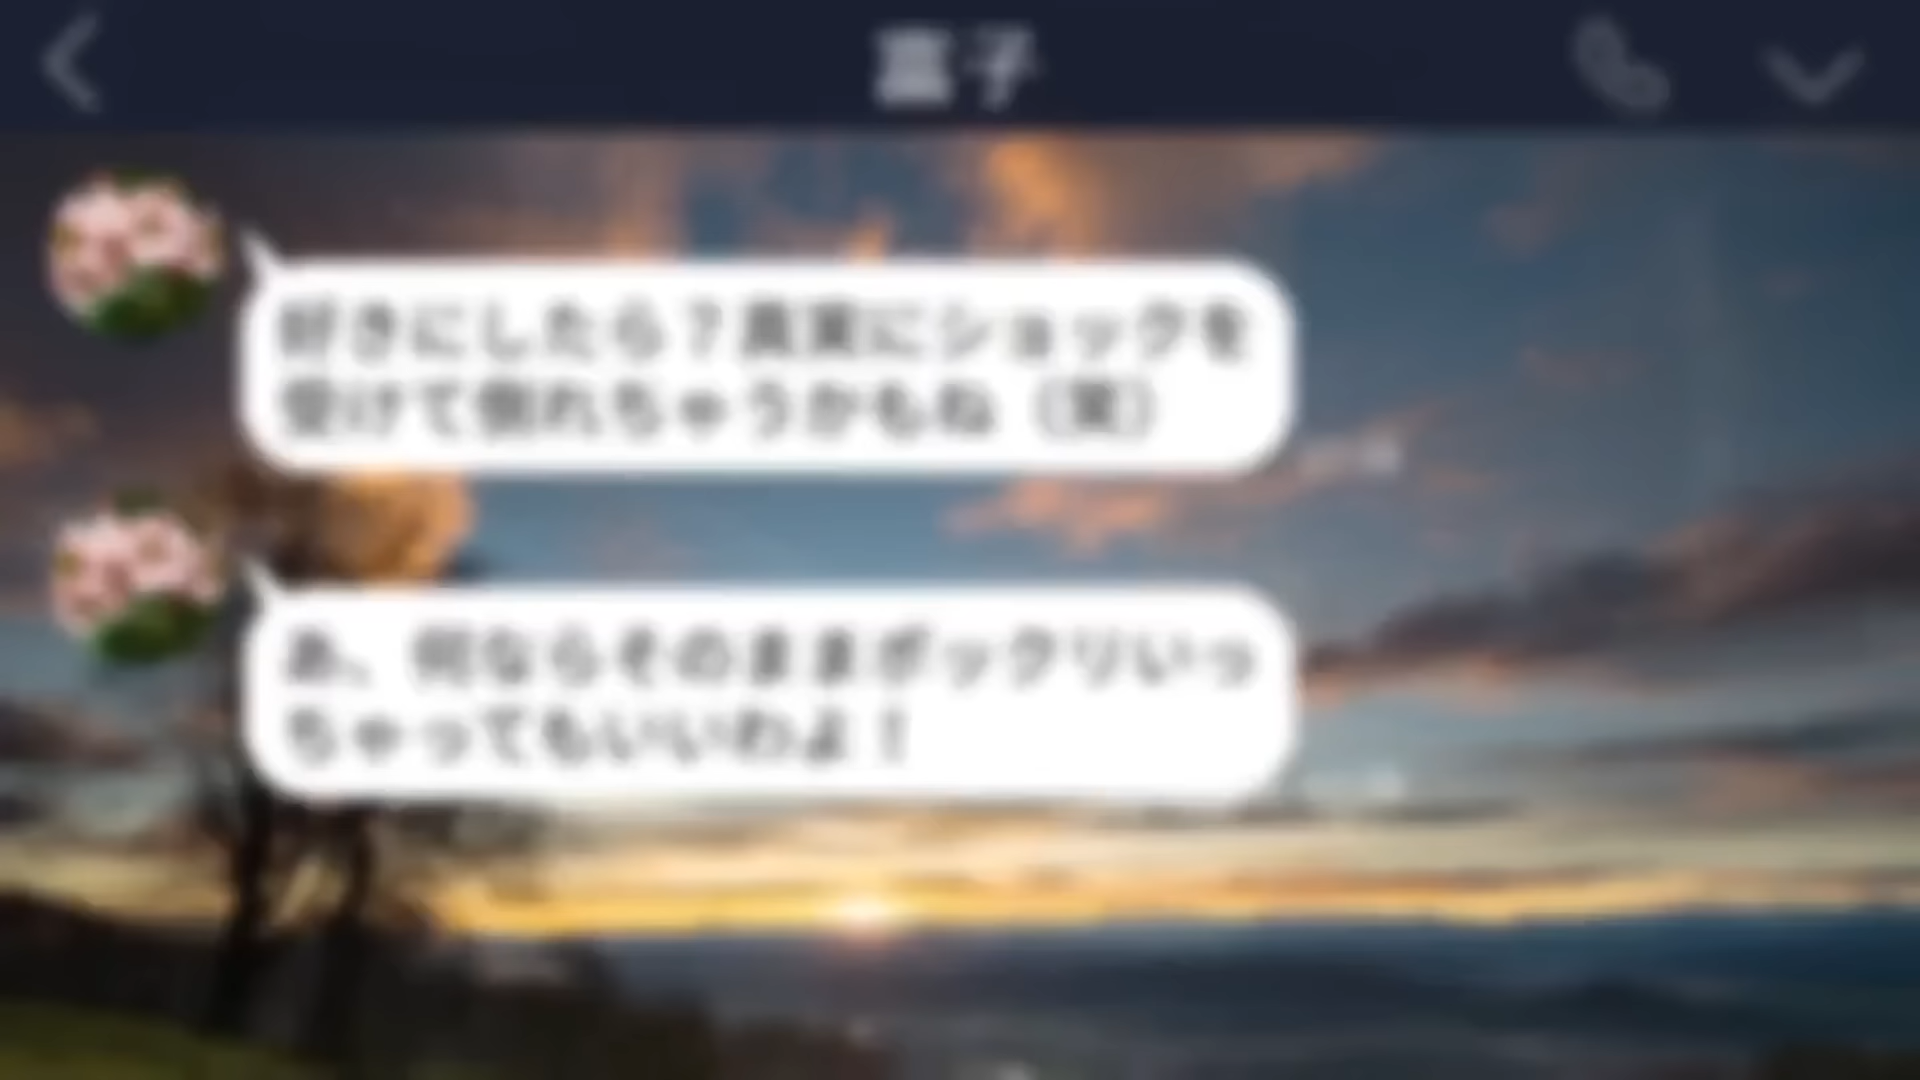 富子
好きにしたら？真実にショックを
受けて倒れちゃうかもね（笑）
あ、何ならそのままポックリいっ
ちゃってもいいわよ！